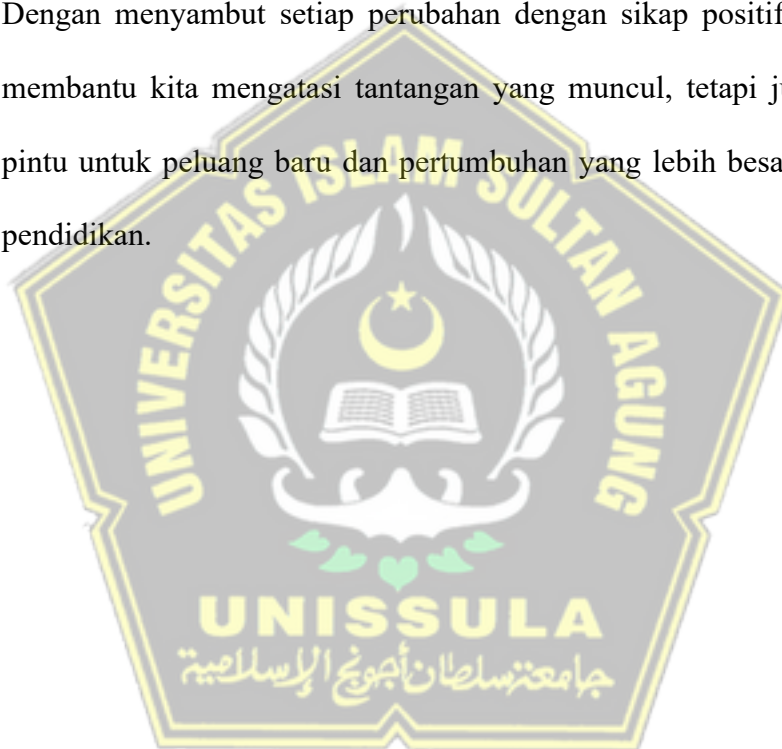 Dengan menyambut setiap perubahan dengan sikap positif
membantu kita mengatasi tantangan yang muncul, tetapi
pintu untuk peluang baru dan pertumbuhan yang lebih
pendidikan.
UNIVERSITAS ISLAM SULTAN AGUNG
UNISSULA
جامعة سلطان أجونج الإسلامية